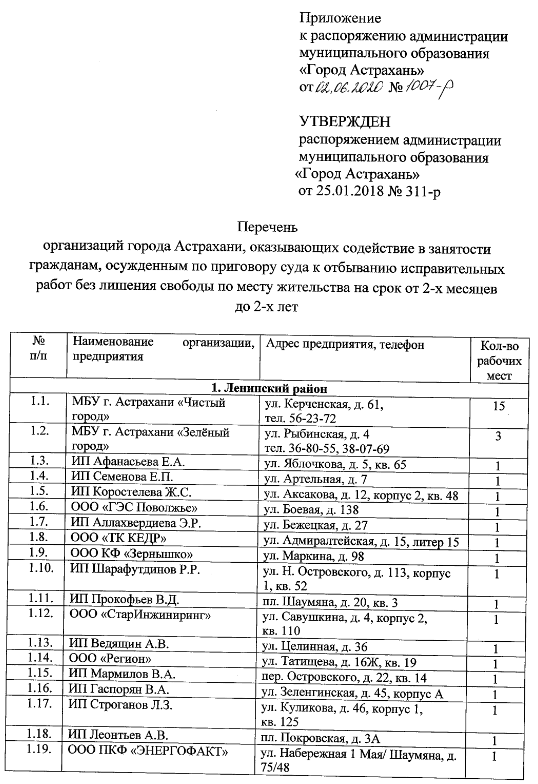 Приложение
к распоряжению администрации
муниципального образования
«Город Астрахань»
от 02.06.2020 № 1007-р
УТВЕРЖДЕН
распоряжением администрации
муниципального образования
«Город Астрахань»
от 25.01.2018 № 311-р
Перечень
организаций города Астрахани, оказывающих содействие в занятости
гражданам, осужденным по приговору суда к отбыванию исправительных
работ без лишения свободы по месту жительства на срок от 2-х месяцев
до 2-х лет
№ Наименование организации, Адрес предприятия, телефон Кол-во
п/п предприятия рабочих
мест
1. Ленинский район
1.1. МБУ г. Астрахани «Чистый ул. Керченская, д. 61, 15
город» тел. 56-23-72
1.2. МБУ г. Астрахани «Зелёный ул. Рыбинская, д. 4 3
город» тел. 36-80-55, 38-07-69
1.3. ИП Афанасьева Е.А. ул. Яблочкова, д. 5, кв. 65 1
1.4. ИП Семенова Е.П. ул. Артельная, д. 7 1
1.5. ИП Коростелева Ж.С. ул. Аксакова, д. 12, корпус 2, кв. 48 1
1.6. ООО «ГЭС Поволжье» ул. Боевая, д. 138 1
1.7. ИП Аллахвердиева Э.Р. ул. Бежецкая, д. 27 1
1.8. ООО «ТК КЕДР» ул. Адмиралтейская, д. 15, литер 15 1
1.9. ООО КФ «Зернышко» ул. Маркина, д. 98 1
1.10. ИП Шарафутдинов Р.Р. ул. Н. Островского, д. 113, корпус 1
1, кв. 52
1.11. ИП Прокофьев В.Д. пл. Шаумяна, д. 20, кв. 3 1
1.12. ООО «СтарИнжиниринг» ул. Савушкина, д. 4, корпус 2, 1
кв. 110
1.13. ИП Ведящин А.В. ул. Целинная, д. 36 1
1.14. ООО «Регион» ул. Татищева, д. 16Ж, кв. 19 1
1.15. ИП Мармилов В.А. пер. Островского, д. 22, кв. 14 1
1.16. ИП Гаспорян В.А. ул. Зеленгинская, д. 45, корпус А 1
1.17. ИП Строганов Л.З. ул. Куликова, д. 46, корпус 1, 1
кв. 125
1.18. ИП Леонтьев А.В. пл. Покровская, д. 3А 1
1.19. ООО ПКФ «ЭНЕРГОФАКТ» ул. Набережная 1 Мая/ Шаумяна, д. 1
75/48